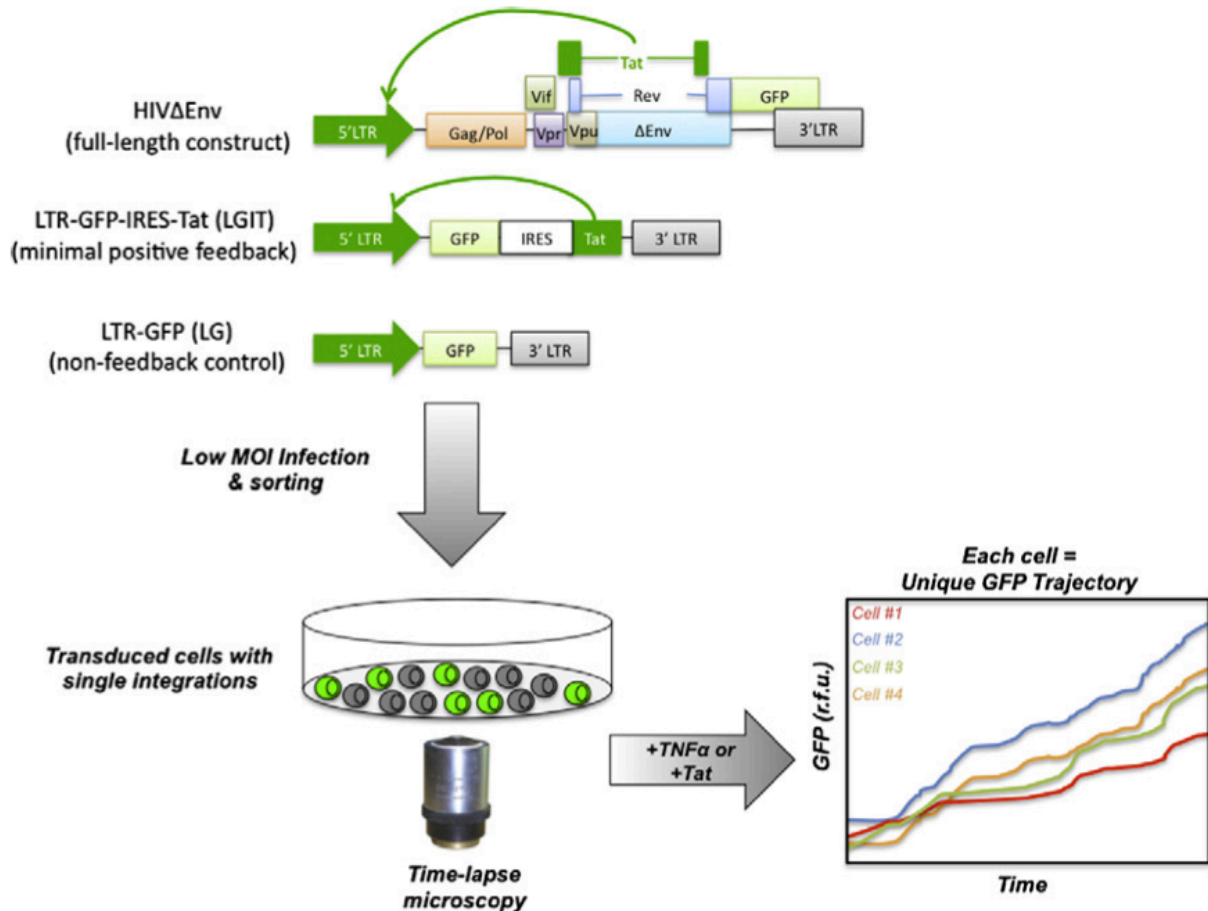 HIVΔEnv
(full-length construct)
Tat
Vif
Rev
GFP
5'LTR
Gag/Pol
Vpr
Vpu
ΔEnv
3'LTR
LTR-GFP-IRES-Tat (LGIT)
(minimal positive feedback)
5' LTR
GFP
IRES
Tat
3' LTR
LTR-GFP (LG)
(non-feedback control)
5' LTR
GFP
3' LTR
Low MOI Infection
& sorting
Transduced cells with
single integrations
Time-lapse
microscopy
+TNFα or
+Tat
Each cell =
Unique GFP Trajectory
Cell #1
Cell #2
Cell #3
Cell #4
GFP (r.f.u.)
Time